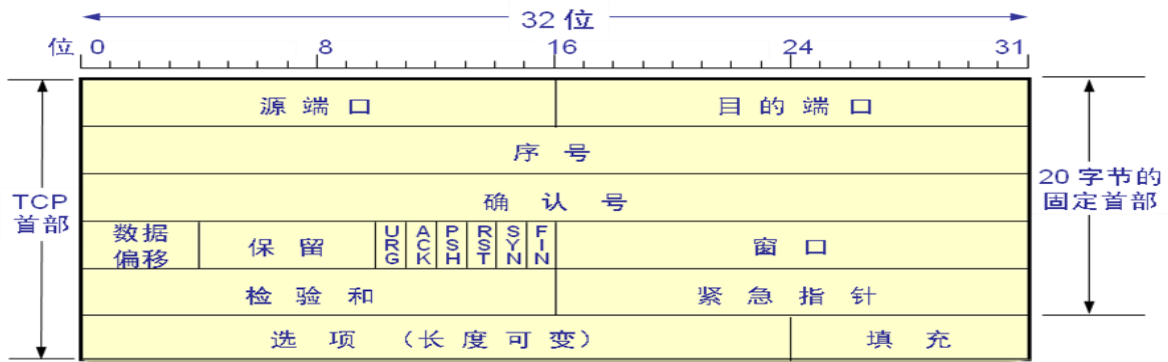 32 位
位 0 8 16 24 31
源 端 口 目 的 端 口
序 号
TCP
首部
确 认 号
20 字节的
固定首部
数据
偏移
保 留
URG
ACK
PSH
RST
SYN
FIN
窗 口
检 验 和 紧 急 指 针
选 项 (长 度 可 变) 填 充